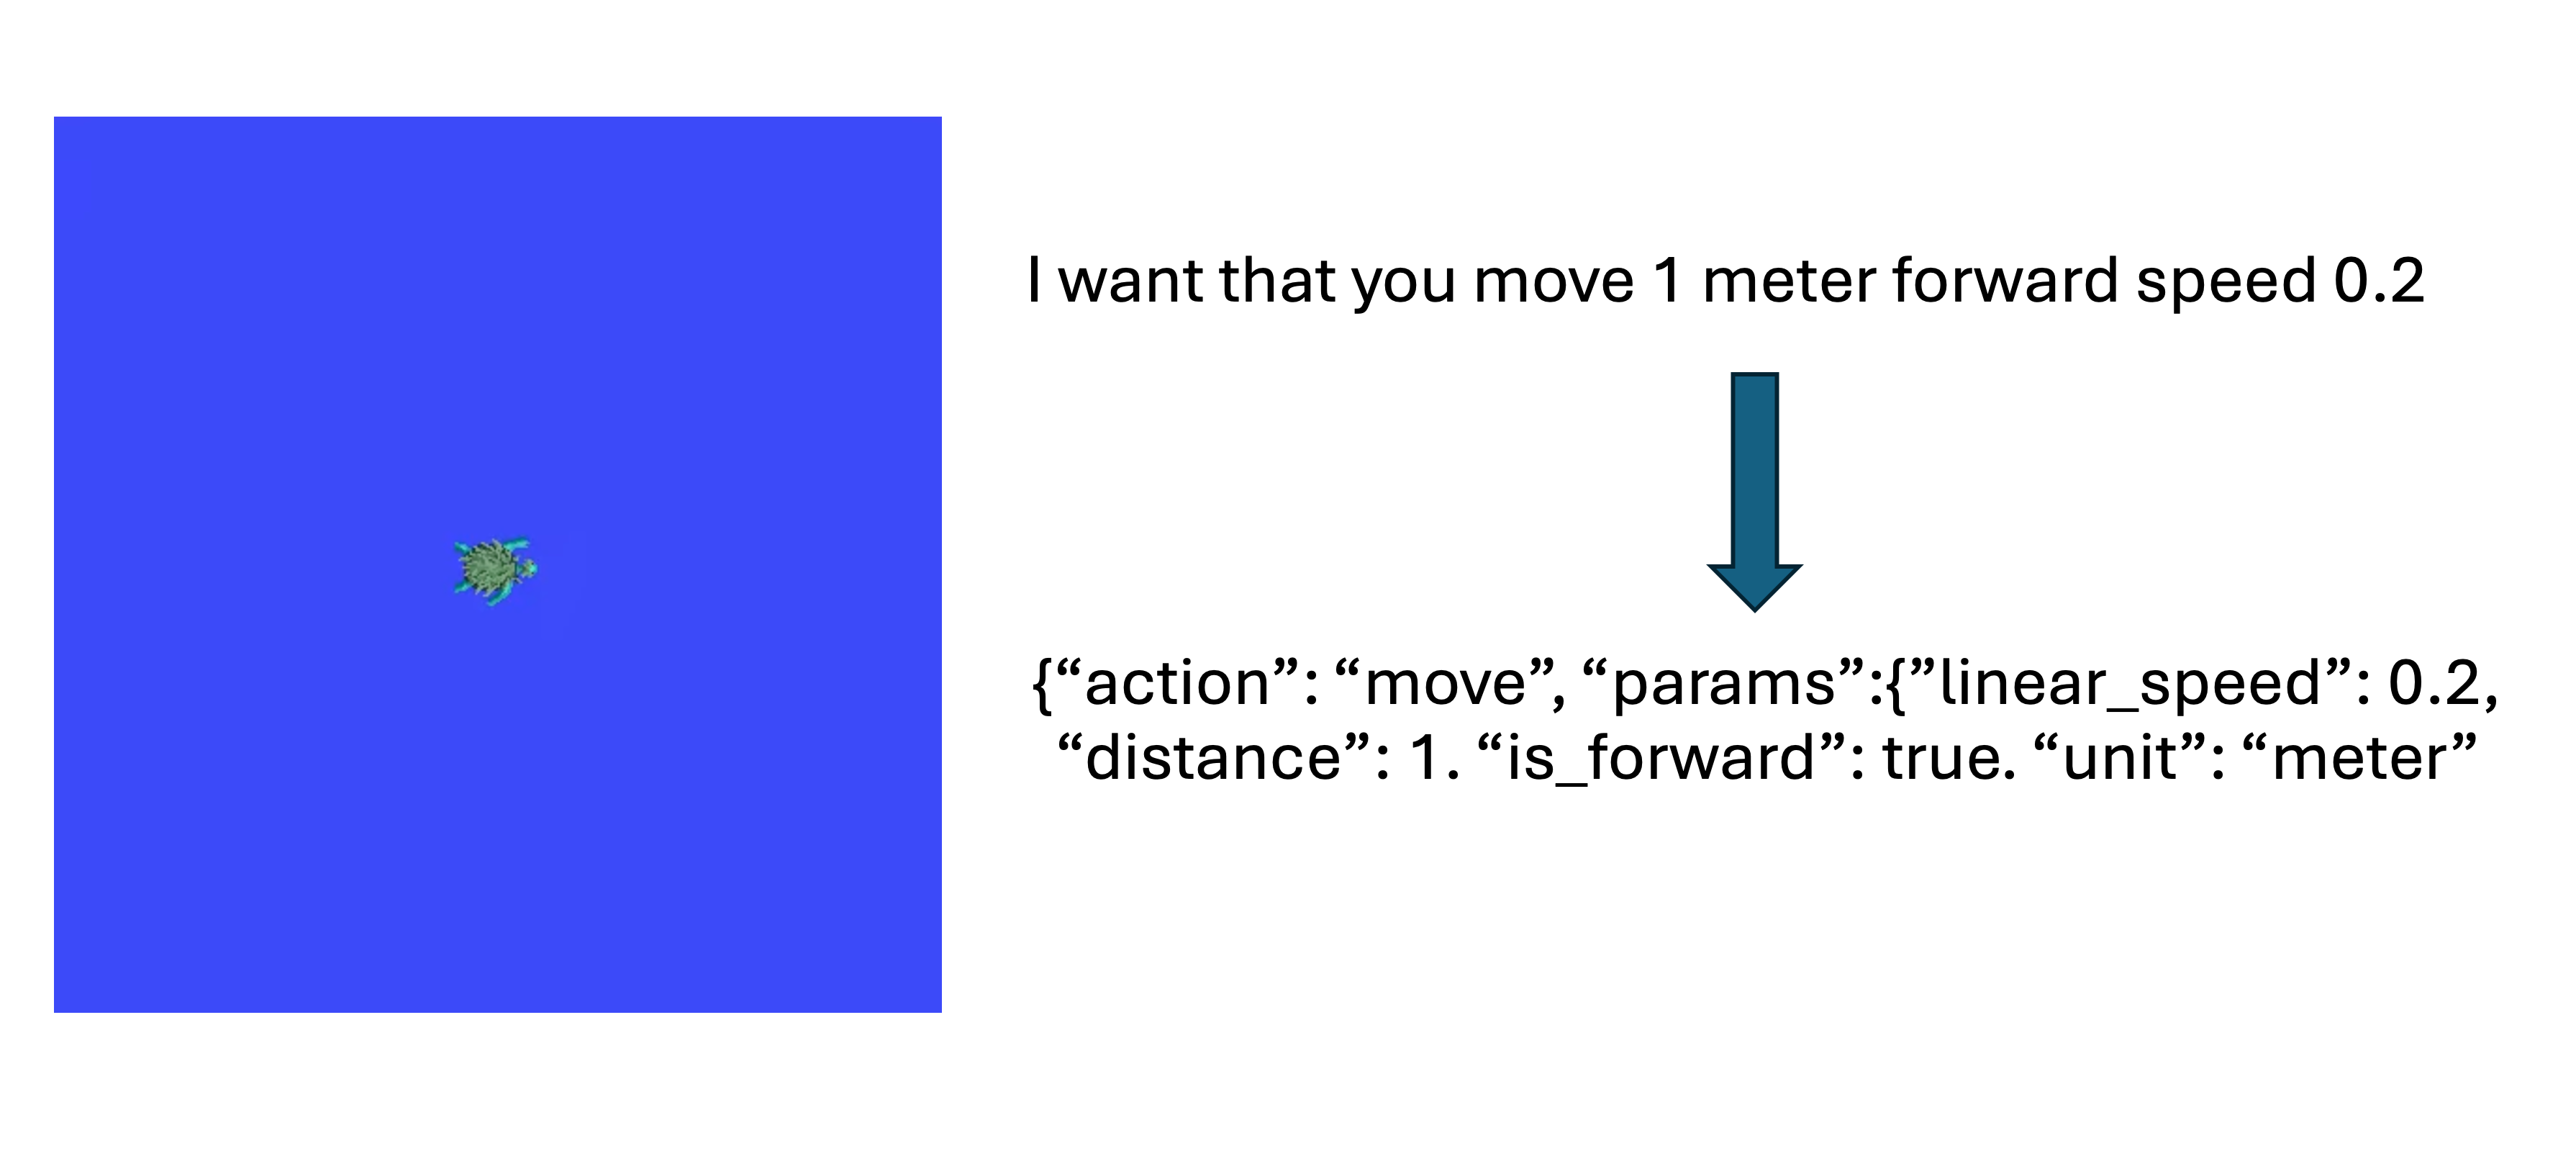 I want that you move 1 meter forward speed 0.2
{“action”: “move”, “params”:{”linear_speed”: 0.2,
“distance”: 1. “is_forward”: true. “unit”: “meter”